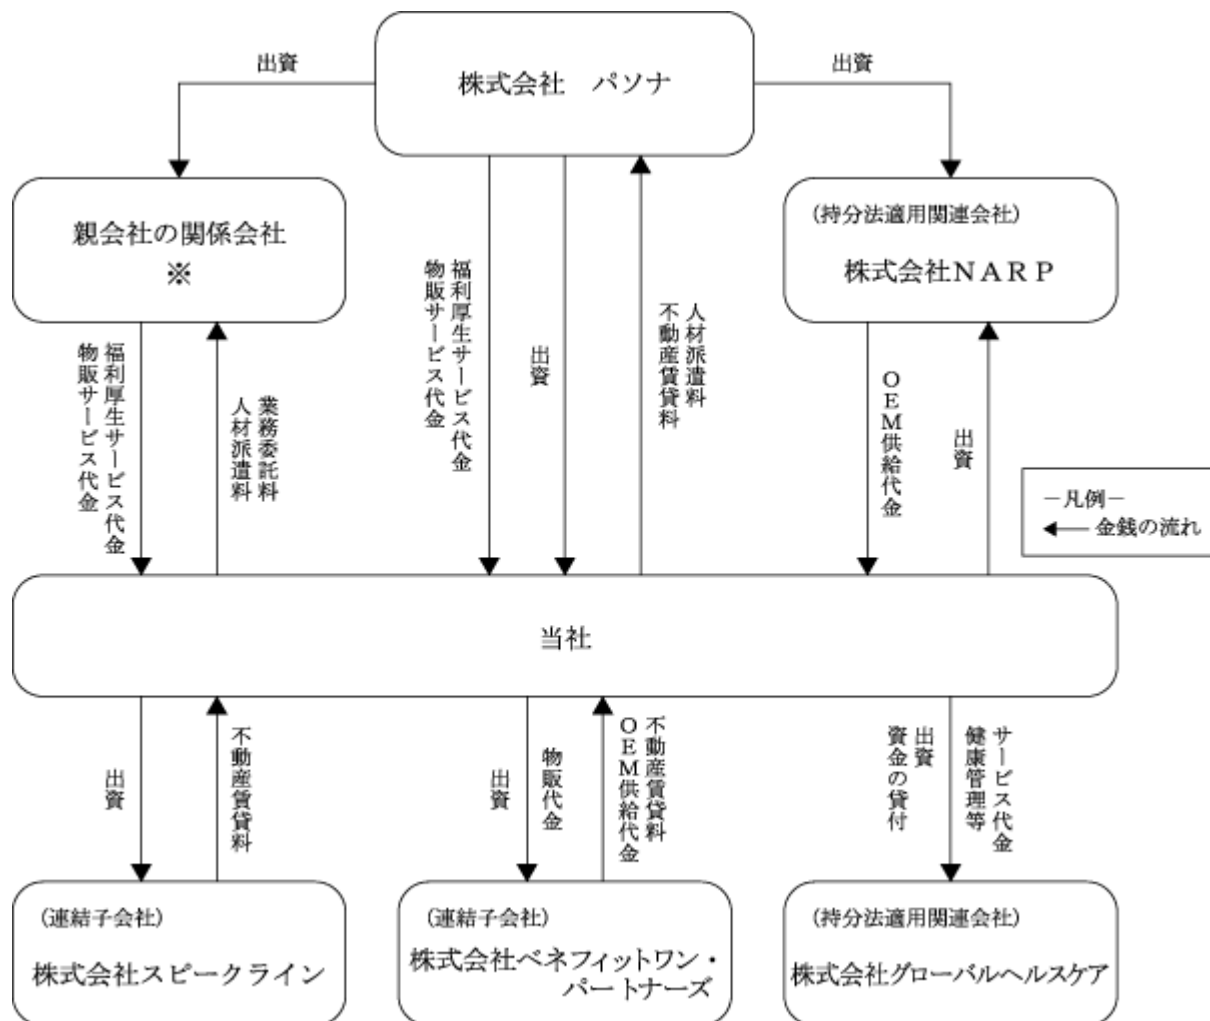 株式会社　パソナ
出資
出資
親会社の関係会社
※
(持分法適用関連会社)
株式会社ＮＡＲＰ
福利厚生サービス代金
物販サービス代金
業務委託料
人材派遣料
福利厚生サービス代金
物販サービス代金
出資
人材派遣料
不動産賃貸料
ＯＥＭ供給代金
出資
－凡例－
金銭の流れ
当社
出資
不動産賃貸料
出資
物販代金
不動産賃貸料
ＯＥＭ供給代金
出資
資金の貸付
サービス代金
健康管理等
(連結子会社)
株式会社スピークライン
(連結子会社)
株式会社ベネフィットワン・
パートナーズ
(持分法適用関連会社)
株式会社グローバルヘルスケア